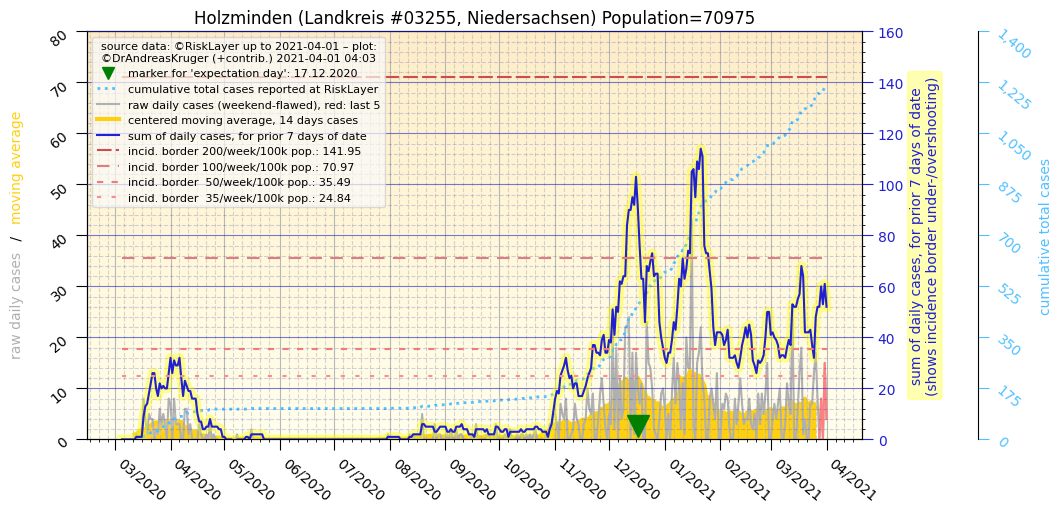 Holzminden (Landkreis #03255, Niedersachsen) Population=70975
source data: ©RiskLayer up to 2021-04-01 – plot:
©DrAndreasKruger (+contrib.) 2021-04-01 04:03
marker for 'expectation day': 17.12.2020
cumulative total cases reported at RiskLayer
raw daily cases (weekend-flawed), red: last 5
centered moving average, 14 days cases
sum of daily cases, for prior 7 days of date
incid. border 200/week/100k pop.: 141.95
incid. border 100/week/100k pop.: 70.97
incid. border  50/week/100k pop.: 35.49
incid. border  35/week/100k pop.: 24.84
raw daily cases / moving average
80
70
60
50
40
30
20
10
0
03/2020
04/2020
05/2020
06/2020
07/2020
08/2020
09/2020
10/2020
11/2020
12/2020
01/2021
02/2021
03/2021
04/2021
160
140
120
100
80
60
40
20
0
sum of daily cases, for prior 7 days of date
(shows incidence border under-/overshooting)
1,400
1,225
1,050
875
700
525
350
175
0
cumulative total cases